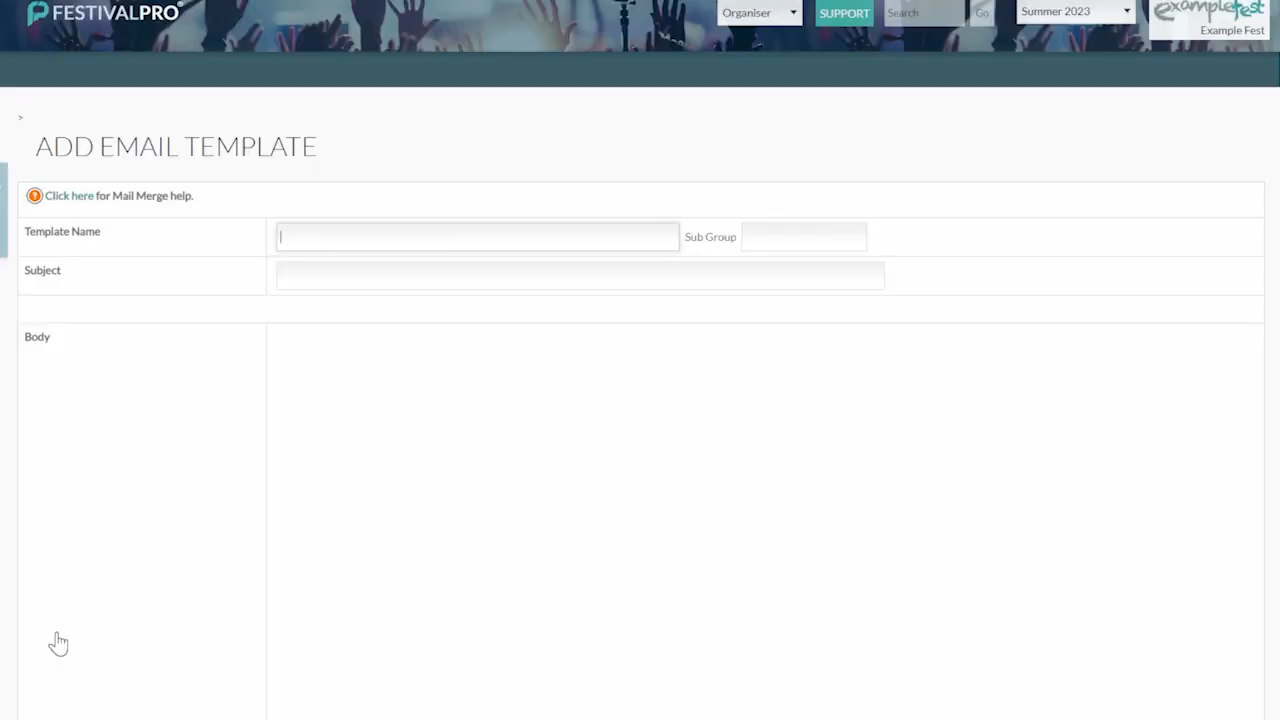 FESTIVALPRO
Organiser
SUPPORT
Search
Go
Summer 2023
examplefest
Example Fest
>
ADD EMAIL TEMPLATE
Click here for Mail Merge help.
Template Name
Sub Group
Subject
Body